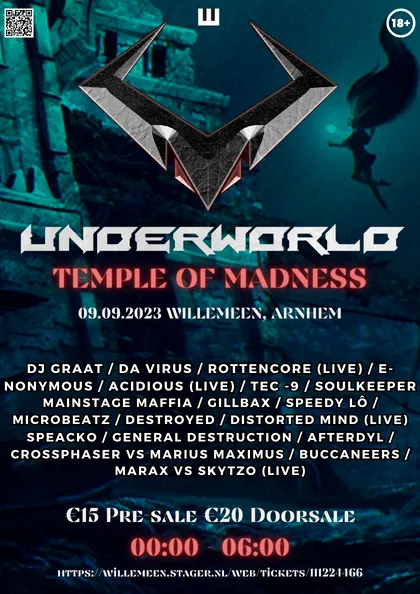 W
18+
UNDERWORLD
TEMPLE OF MADNESS
09.09.2023 WILLEMEEN, ARNHEM
DJ GRAAT / DA VIRUS / ROTTENCORE (LIVE) / E-
NONYMOUS / ACIDIOUS (LIVE) / TEC -9 / SOULKEEPER
MAINSTAGE MAFFIA / GILLBAX / SPEEDY LÔ /
MICROBEATZ / DESTROYED / DISTORTED MIND (LIVE)
SPEACKO / GENERAL DESTRUCTION / AFTERDYL /
CROSSPHASER VS MARIUS MAXIMUS / BUCCANEERS /
MARAX VS SKYTZO (LIVE)
€15 PRE-SALE €20 DOORSALE
00:00 - 06:00
HTTPS://WILLEMEEN.STAGER.NL/WEB/TICKETS/111224466